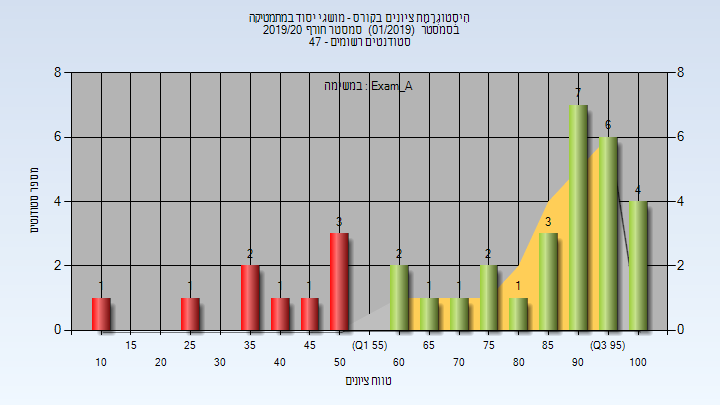 היסטוגרמת ציונים בקורס - מושגי יסוד במתמטיקה
בסמסטר (01/2019) סמסטר חורף 2019/20
סטודנטים רשומים - 47
במשימה : Exam_A
מספר סטודנטים
8 8
6 6
4 4
2 2
0 0
1 1 2 1 1 3 2 1 1 2 1 3 7 6 4
15 25 35 45 (Q1 55) 65 75 85 (Q3 95)
10 20 30 40 50 60 70 80 90 100
טווח ציונים